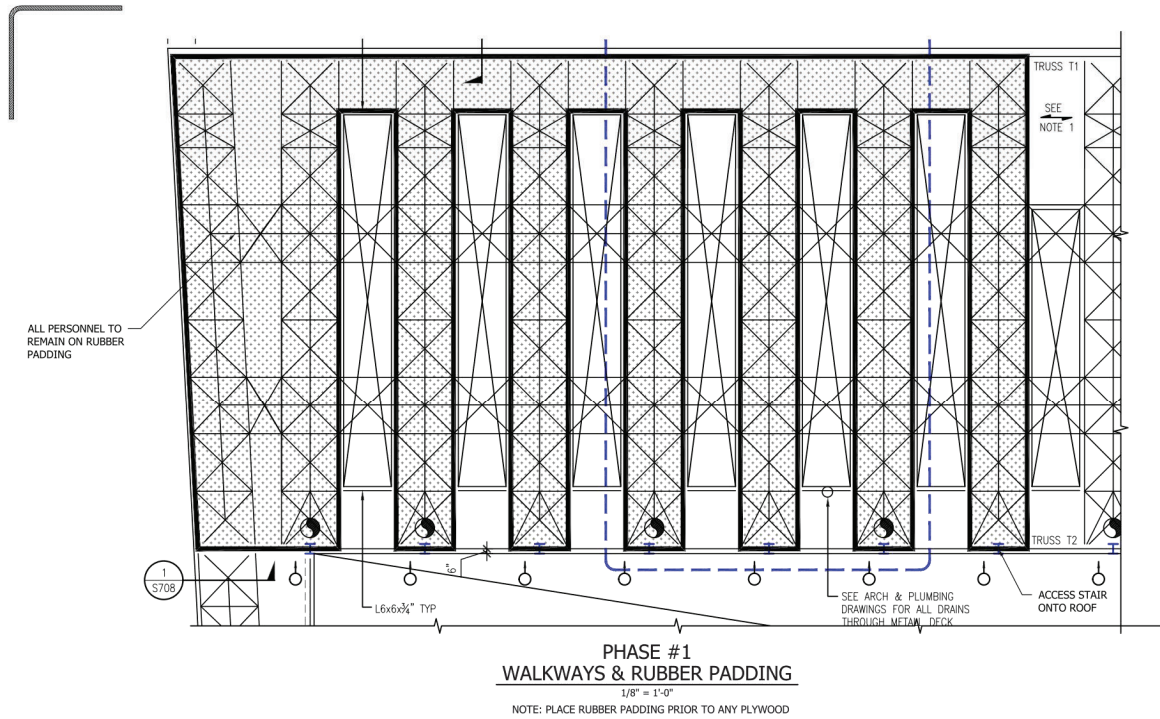 TRUSS T1
SEE
NOTE 1
ALL PERSONNEL TO
REMAIN ON RUBBER
PADDING
TRUSS T2
1
S708
6"
L6x6x¾" TYP
SEE ARCH & PLUMBING
DRAWINGS FOR ALL DRAINS
THROUGH METAL DECK
ACCESS STAIR
ONTO ROOF
PHASE #1
WALKWAYS & RUBBER PADDING
1/8" = 1'-0"
NOTE: PLACE RUBBER PADDING PRIOR TO ANY PLYWOOD